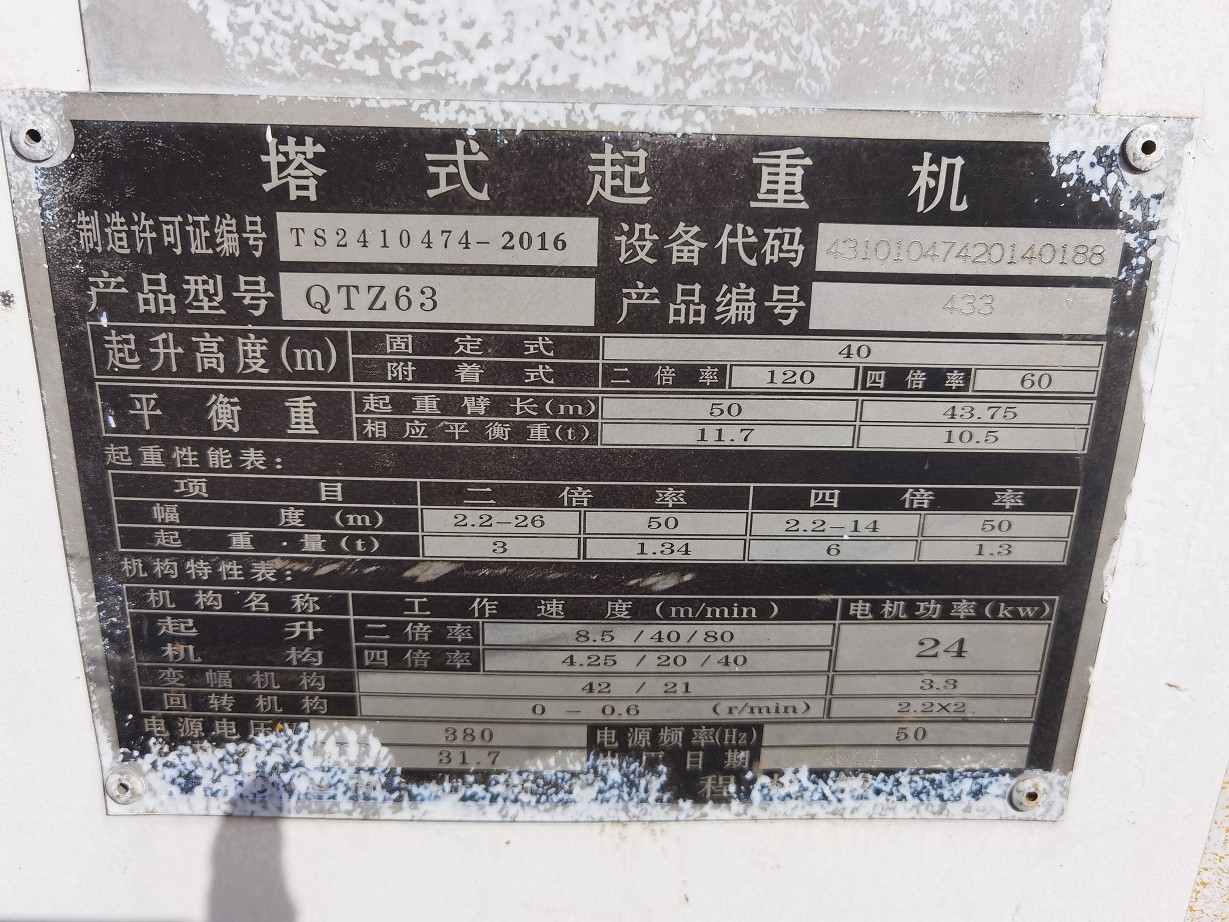 塔式起重机
制造许可证编号 TS2410474-2016 设备代码 43101047420140188
产品型号 QTZ63 产品编号 433
起升高度(m) 固定式 40
附着式 二倍率 120 四倍率 60
平衡重 起重臂长(m) 50 43.75
相应平衡重(t) 11.7 10.5
起重性能表:
项目 二倍率 四倍率
幅度(m) 2.2-26 50 2.2-14 50
起重·量(t) 3 1.34 6 1.3
机构特性表:
机构名称 工作速度(m/min) 电机功率(kw)
起升机构 二倍率 8.5 /40/80 24
四倍率 4.25 / 20 /40
变幅机构 42 / 21 3.3
回转机构 0 - 0.6 (r/min) 2.2X2
电源电压 V 380 电源频率(Hz) 50
31.7 出厂日期 2014
程